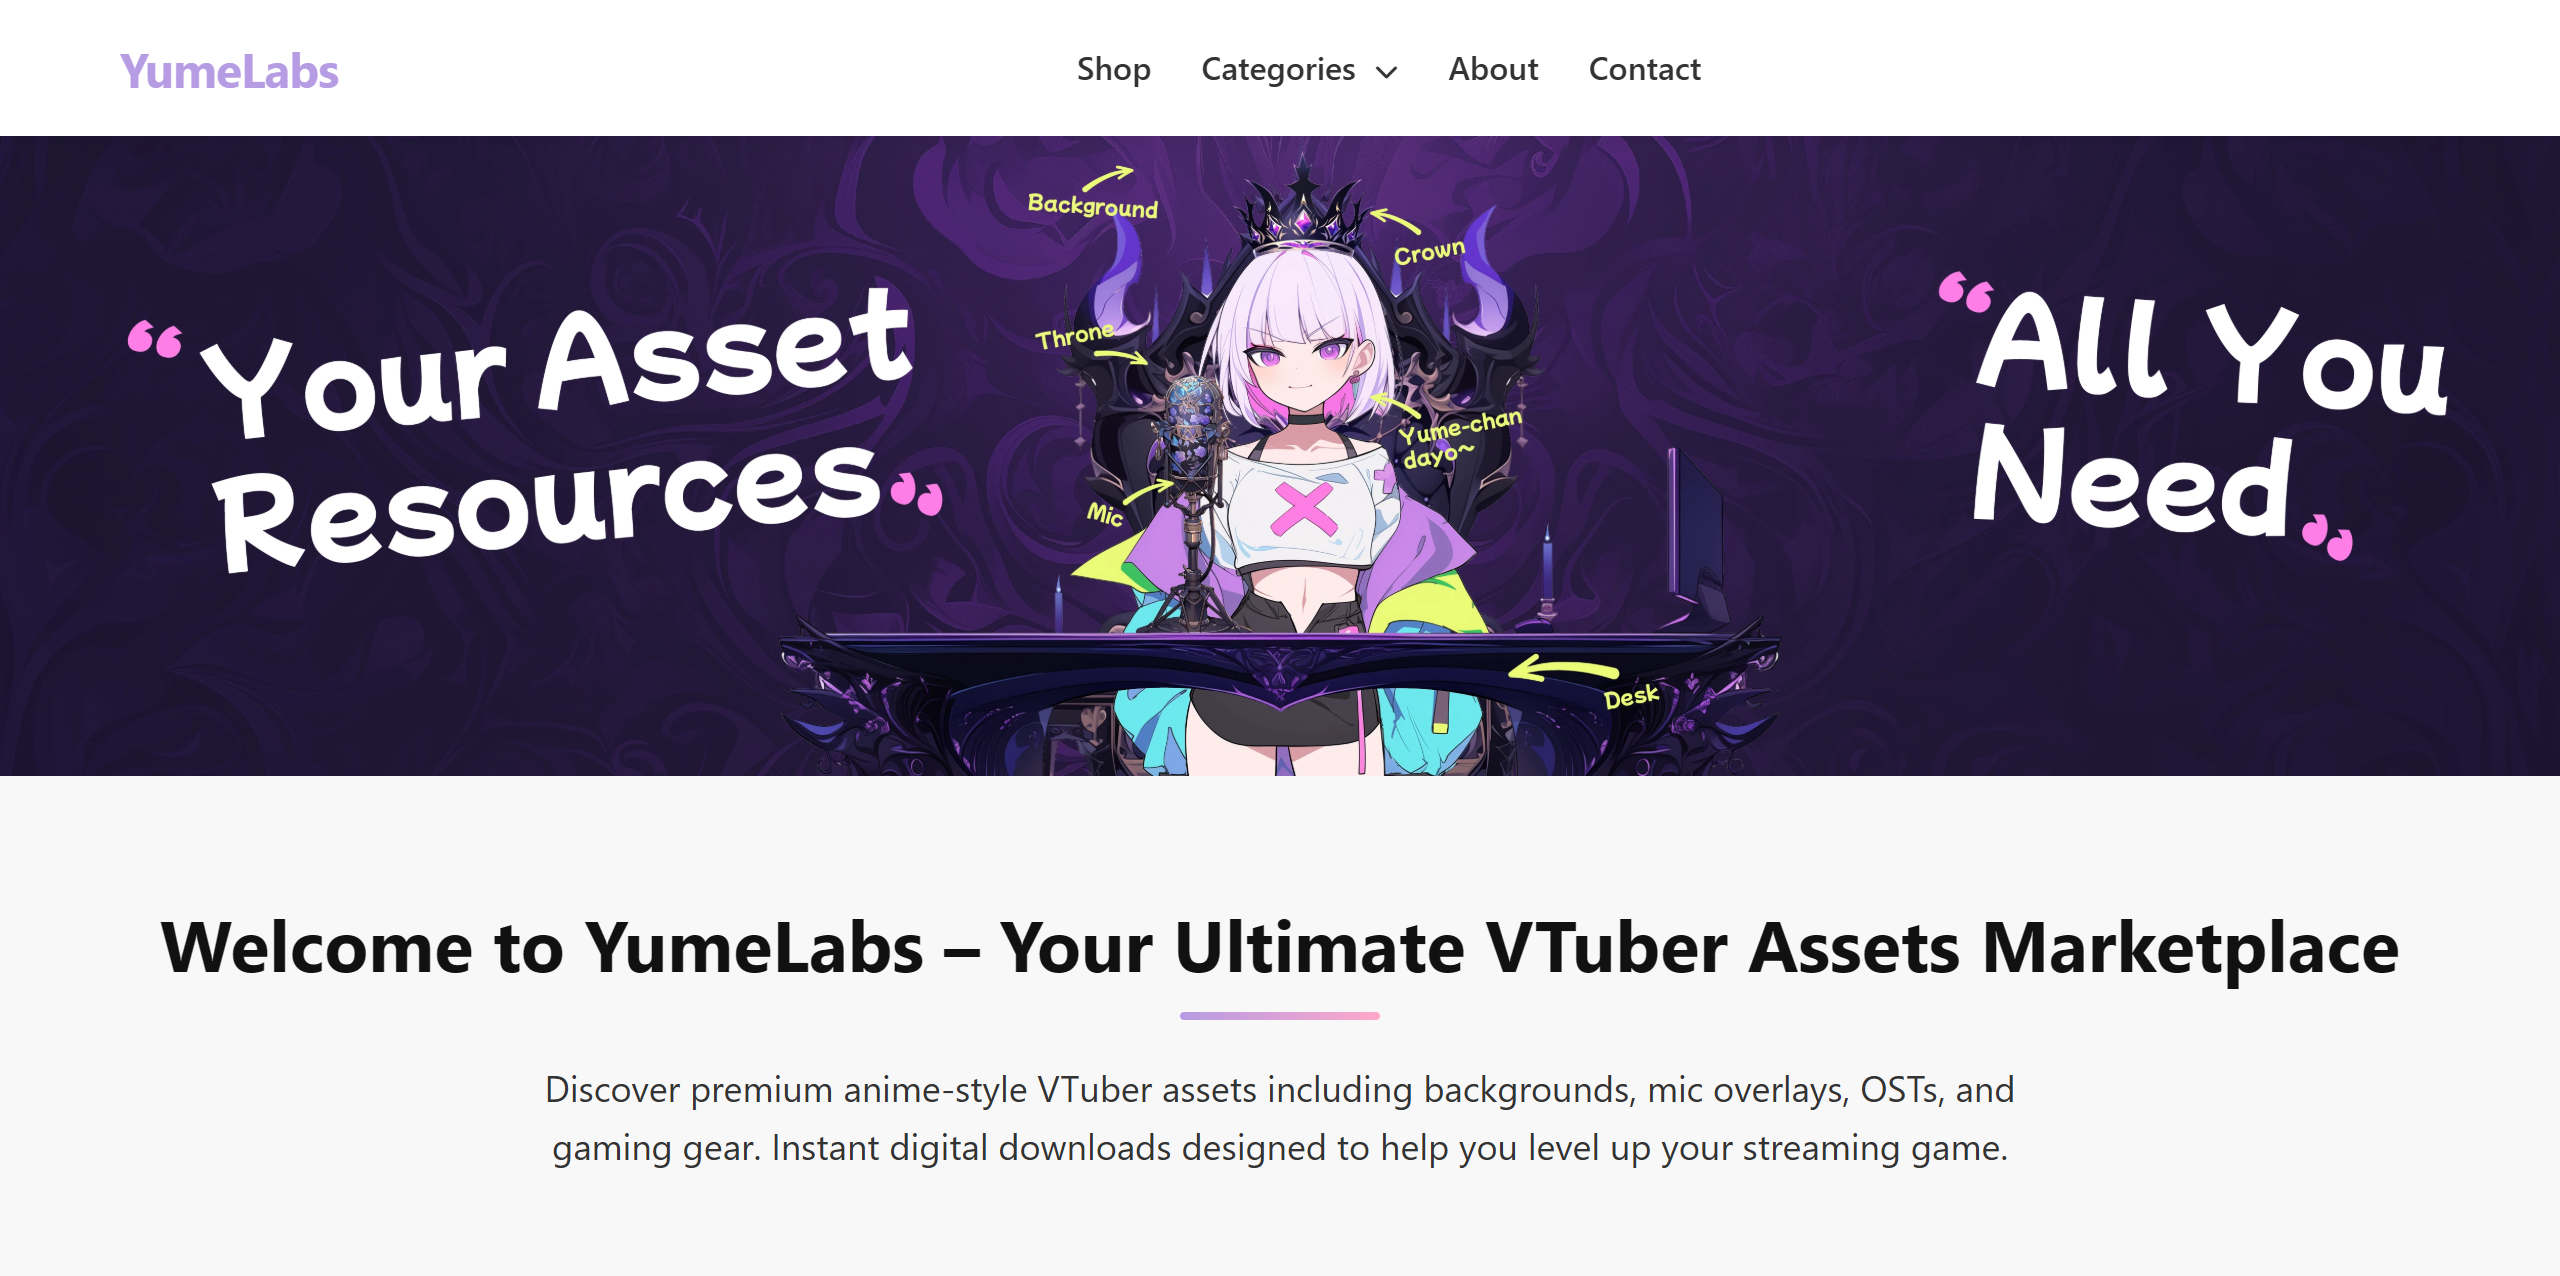 YumeLabs
Shop Categories About Contact
“Your Asset
Resources”
Background
Crown
Throne
Yume-chan
dayo~
Mic
Desk
“All You
Need”
Welcome to YumeLabs – Your Ultimate VTuber Assets Marketplace
Discover premium anime-style VTuber assets including backgrounds, mic overlays, OSTs, and
gaming gear. Instant digital downloads designed to help you level up your streaming game.